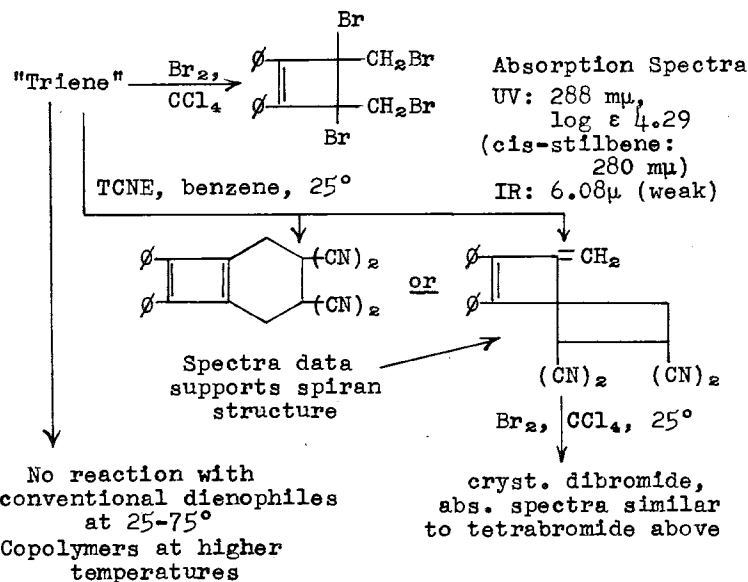 Br
"Triene"
Br₂,
CCl₄
Ø
CH₂Br
Ø
CH₂Br
Br
Absorption Spectra
UV: 288 mμ,
log ε 4.29
(cis-stilbene:
280 mμ)
IR: 6.08μ (weak)
TCNE, benzene, 25°
Ø
(CN)₂
Ø
(CN)₂
or
Ø
=CH₂
Ø
(CN)₂ (CN)₂
Spectra data
supports spiran
structure
Br₂, CCl₄, 25°
No reaction with
conventional dienophiles
at 25-75°
Copolymers at higher
temperatures
cryst. dibromide,
abs. spectra similar
to tetrabromide above